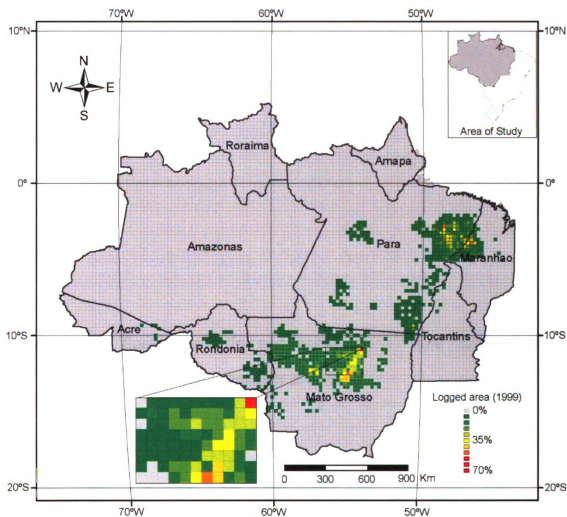 70°W 60°W 50°W
10°N 10°N
N
W E
S
Area of Study
Roraima
Amapa
0° 0°
Amazonas
Para
Maranhao
Acre
10°S 10°S
Rondonia
Tocantins
Mato Grosso
Logged area (1999)
0%
35%
70%
0 300 600 900 Km
20°S 20°S
70°W 60°W 50°W